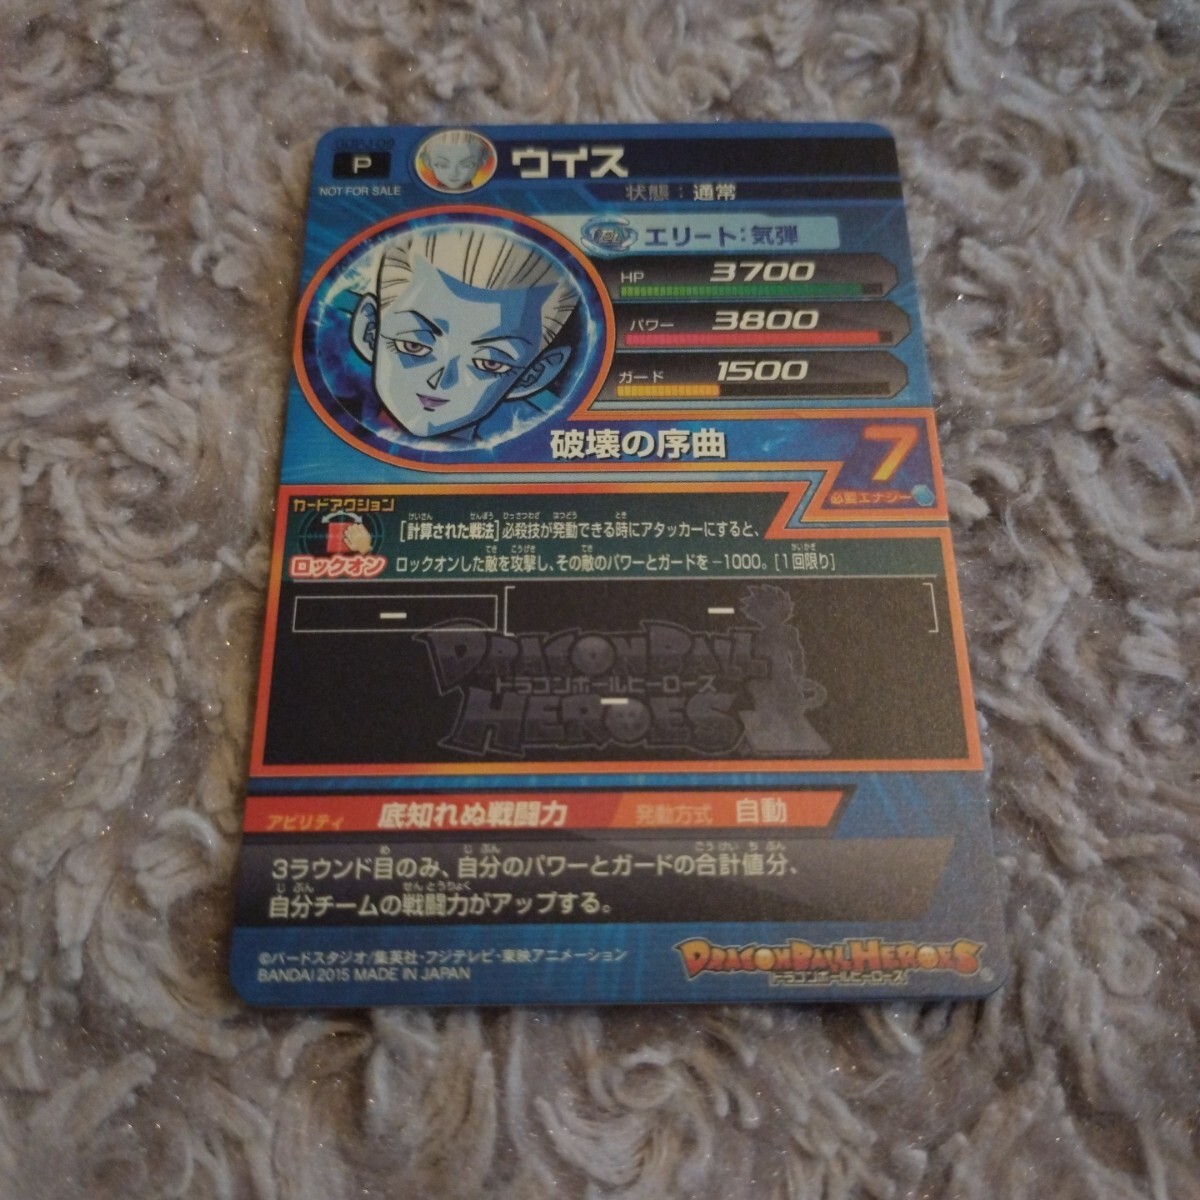 P
NOT FOR SALE
ウイス
状態：通常
エリート：気弾
HP 3700
パワー 3800
ガード 1500
破壊の序曲
7
必要エナジー
カードアクション
ロックオン
[計算された戦法]必殺技が発動できる時にアタッカーにすると、
ロックオンした敵を攻撃し、その敵のパワーとガードを－1000。[1回限り]
－
－
－
DRAGONBALL
ドラゴンボールヒーローズ
HEROES
アビリティ 底知れぬ戦闘力 発動方式 自動
3ラウンド目のみ、自分のパワーとガードの合計値分、
自分チームの戦闘力がアップする。
©バードスタジオ/集英社・フジテレビ・東映アニメーション
BANDAI 2015 MADE IN JAPAN
DRAGONBALL HEROES
ドラゴンボールヒーローズ